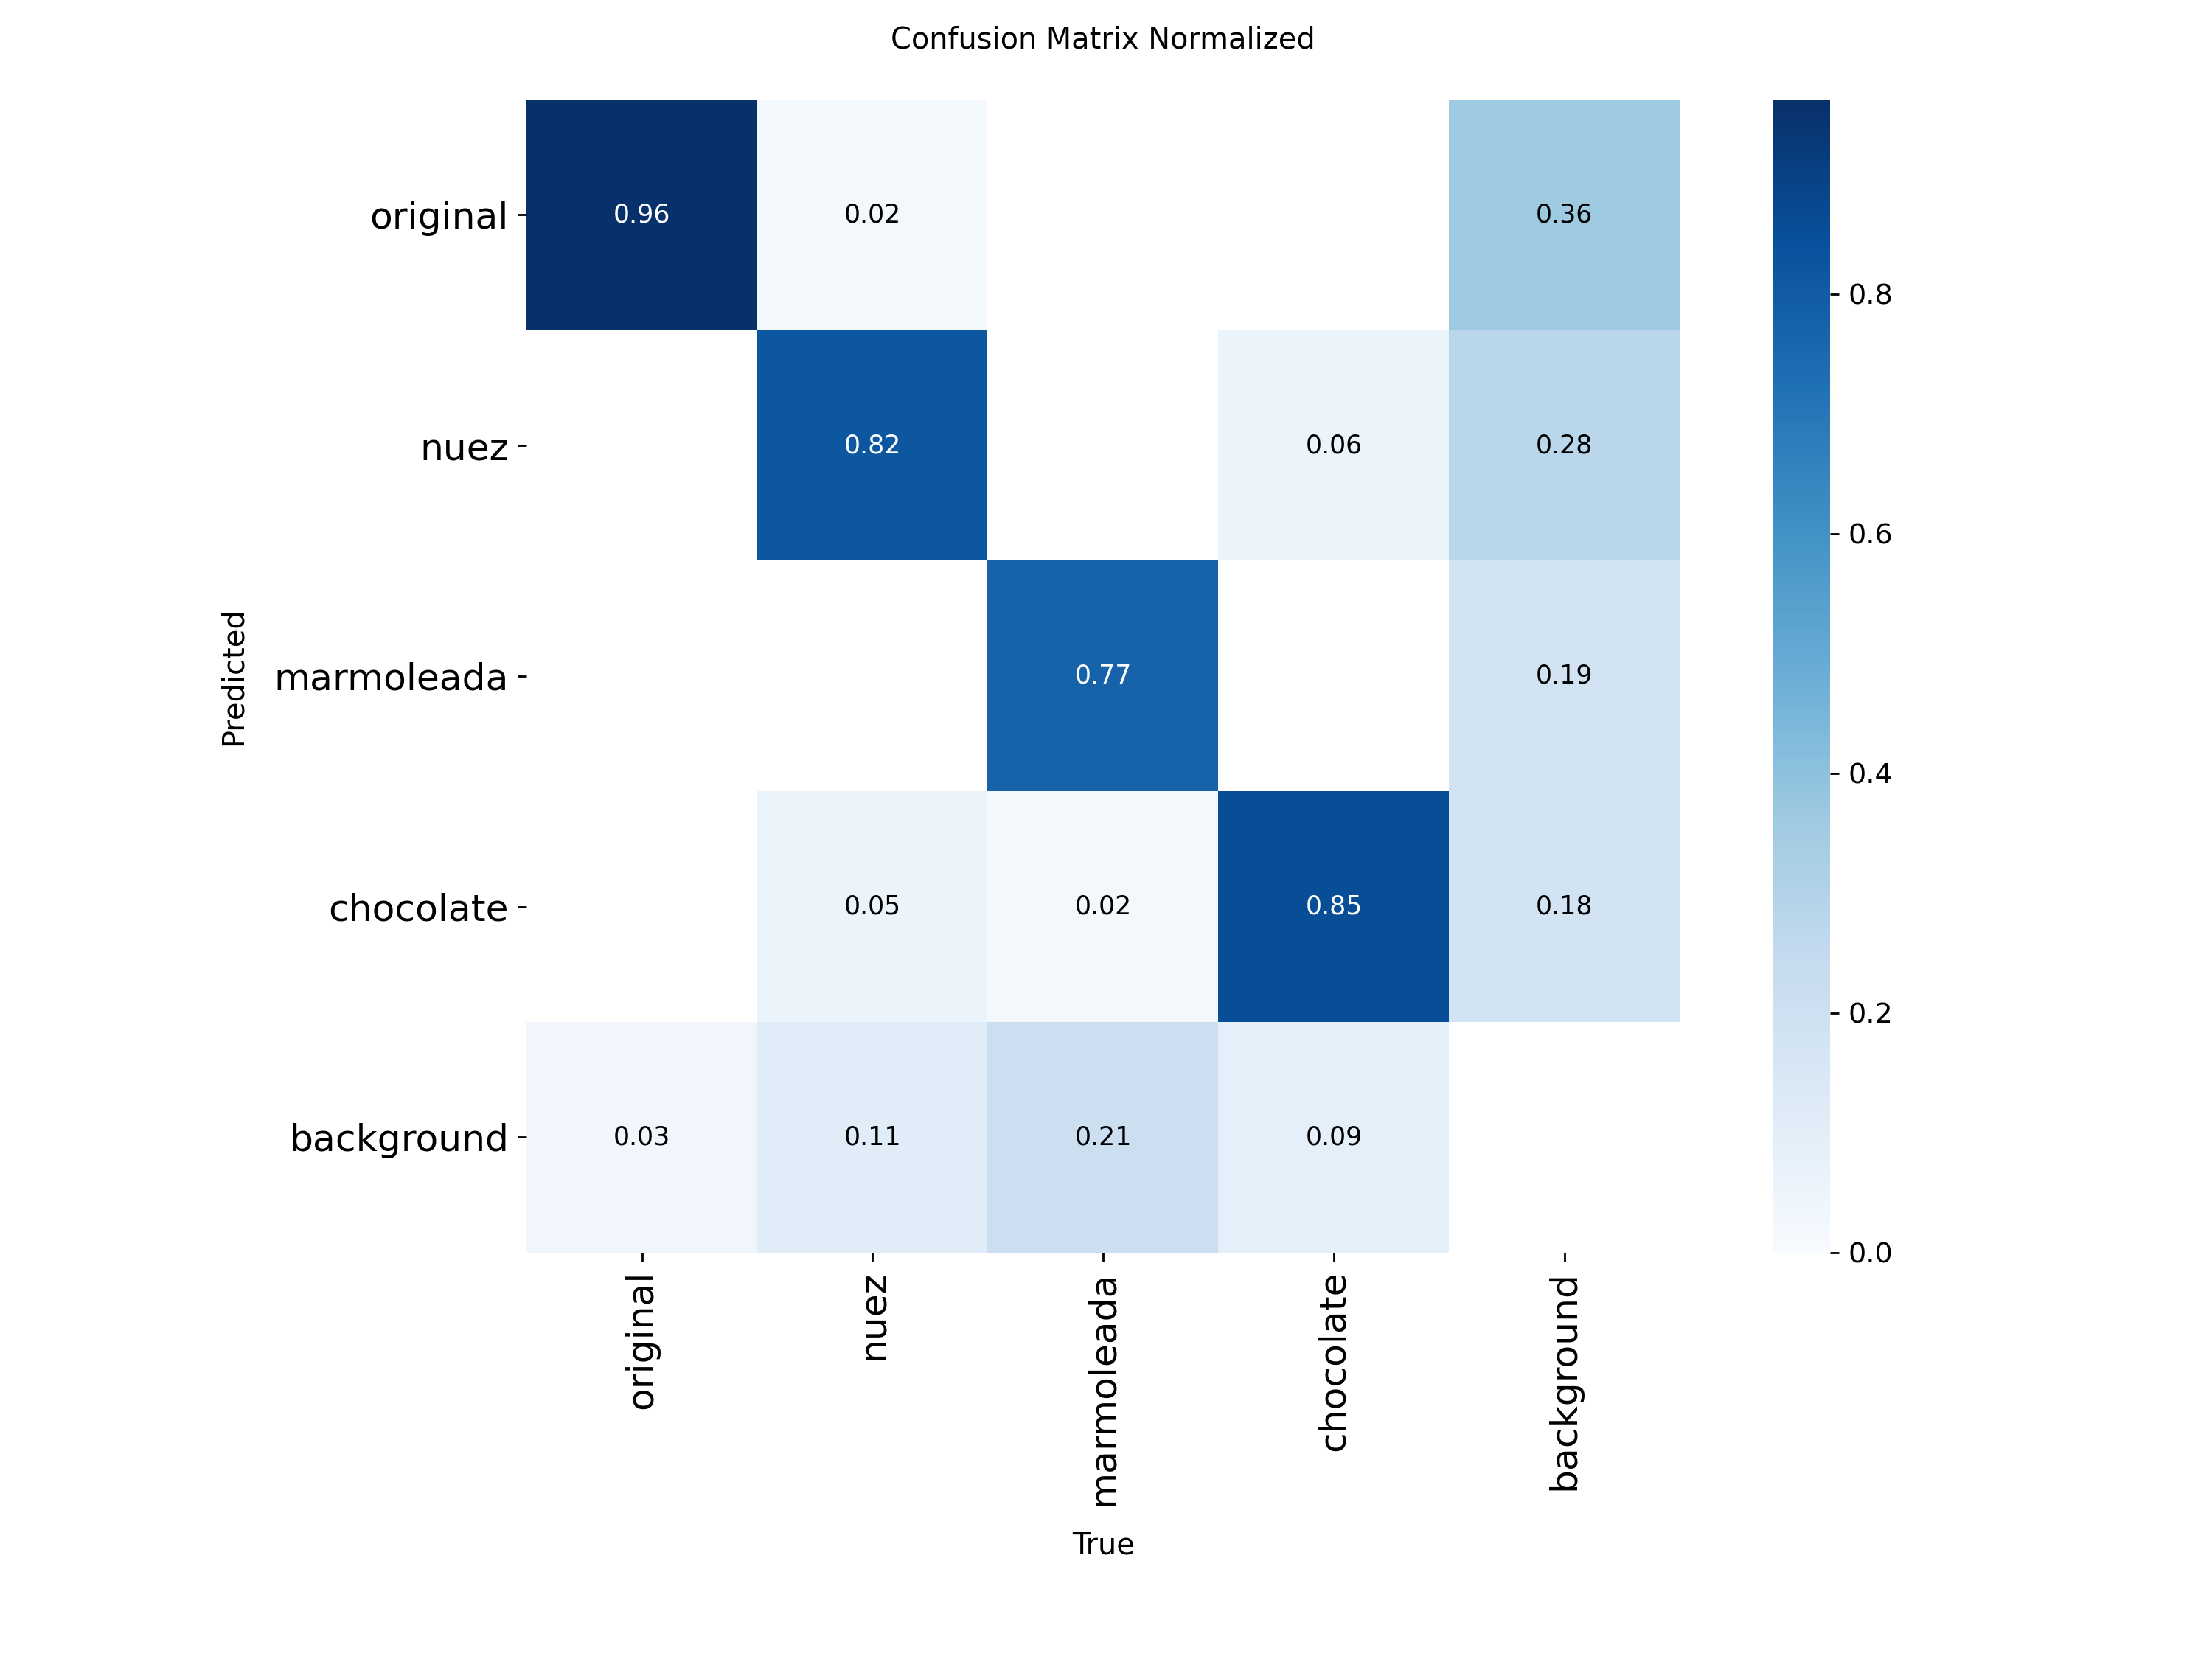 Confusion Matrix Normalized
original 0.96 0.02 0.36
nuez 0.82 0.06 0.28
marmoleada 0.77 0.19
chocolate 0.05 0.02 0.85 0.18
background 0.03 0.11 0.21 0.09
Predicted
original nuez marmoleada chocolate background
True
0.8
0.6
0.4
0.2
0.0